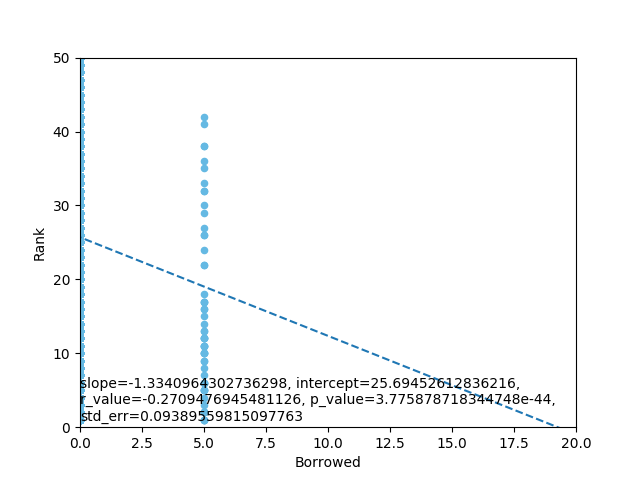 50
40
30
20
10
0
Rank
slope=-1.3340964302736298, intercept=25.69452612836216,
r_value=-0.2709476945481126, p_value=3.775878718344748e-44,
std_err=0.09389559815097763
0.0 2.5 5.0 7.5 10.0 12.5 15.0 17.5 20.0
Borrowed